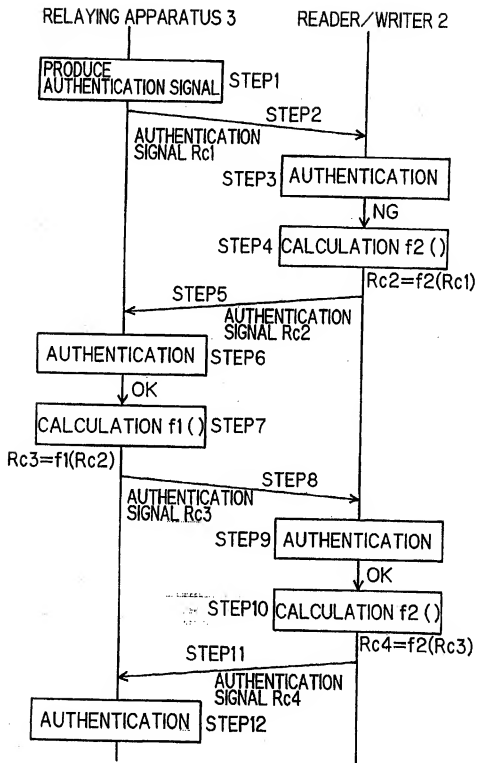 RELAYING APPARATUS 3
READER/WRITER 2
PRODUCE
AUTHENTICATION SIGNAL
STEP1
STEP2
AUTHENTICATION
SIGNAL Rc1
STEP3
AUTHENTICATION
NG
STEP4
CALCULATION f2 ()
Rc2=f2(Rc1)
STEP5
AUTHENTICATION
SIGNAL Rc2
AUTHENTICATION
STEP6
OK
CALCULATION f1 ()
STEP7
Rc3=f1(Rc2)
STEP8
AUTHENTICATION
SIGNAL Rc3
STEP9
AUTHENTICATION
OK
STEP10
CALCULATION f2 ()
Rc4=f2(Rc3)
STEP11
AUTHENTICATION
SIGNAL Rc4
AUTHENTICATION
STEP12